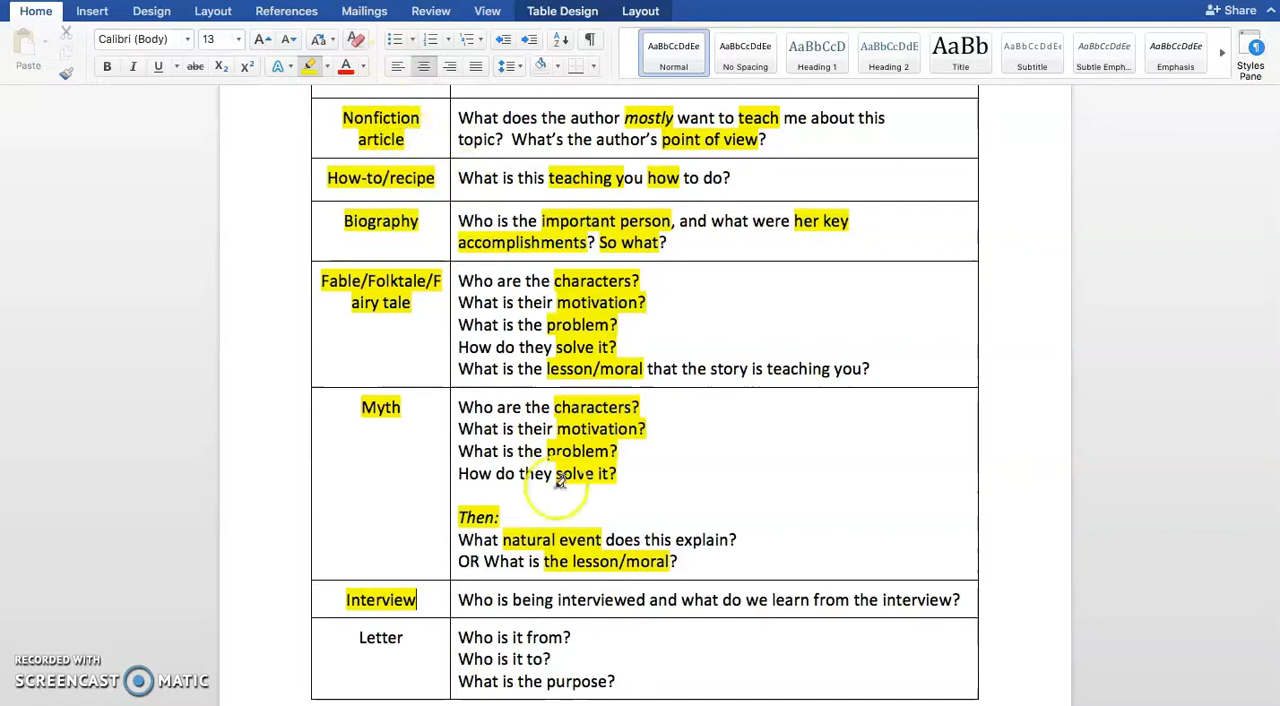 Home Insert Design Layout References Mailings Review View Table Design Layout Share
Calibri (Body) 13
Paste
AaBbCcDdEe AaBbCcDdEe AaBbCcD AaBbCcDdE AaBb AaBbCcDdEe AaBbCcDdEe AaBbCcDdEe
Normal No Spacing Heading 1 Heading 2 Title Subtitle Subtle Emph... Emphasis Styles
Pane
Nonfiction
article
What does the author mostly want to teach me about this
topic? What's the author's point of view?
How-to/recipe
What is this teaching you how to do?
Biography
Who is the important person, and what were her key
accomplishments? So what?
Fable/Folktale/F
airy tale
Who are the characters?
What is their motivation?
What is the problem?
How do they solve it?
What is the lesson/moral that the story is teaching you?
Myth
Who are the characters?
What is their motivation?
What is the problem?
How do they solve it?
Then:
What natural event does this explain?
OR What is the lesson/moral?
Interview
Who is being interviewed and what do we learn from the interview?
Letter
Who is it from?
Who is it to?
What is the purpose?
RECORDED WITH
SCREENCAST MATIC